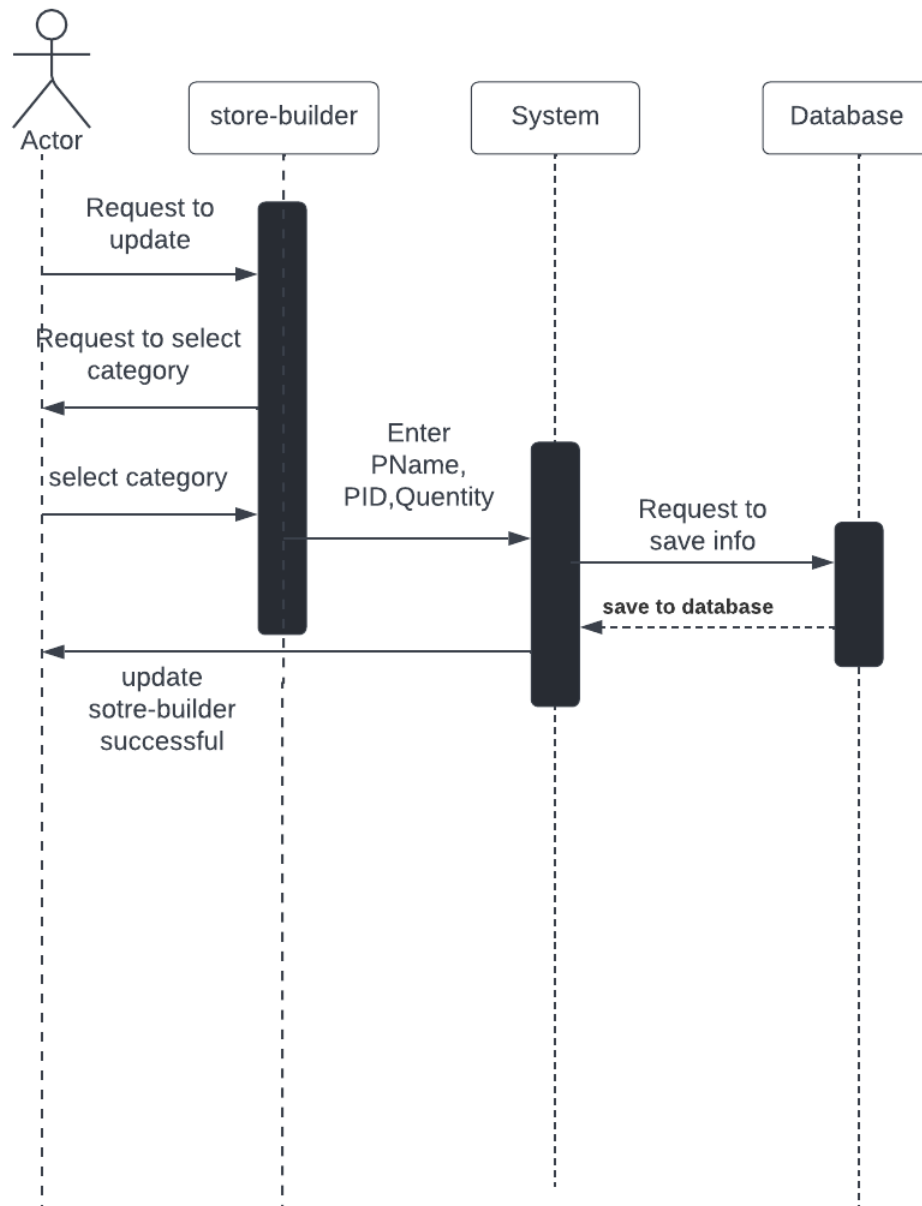 Actor
store-builder
System
Database
Request to
update
Request to select
category
Enter
PName,
PID,Quentity
select category
Request to
save info
save to database
update
sotre-builder
successful